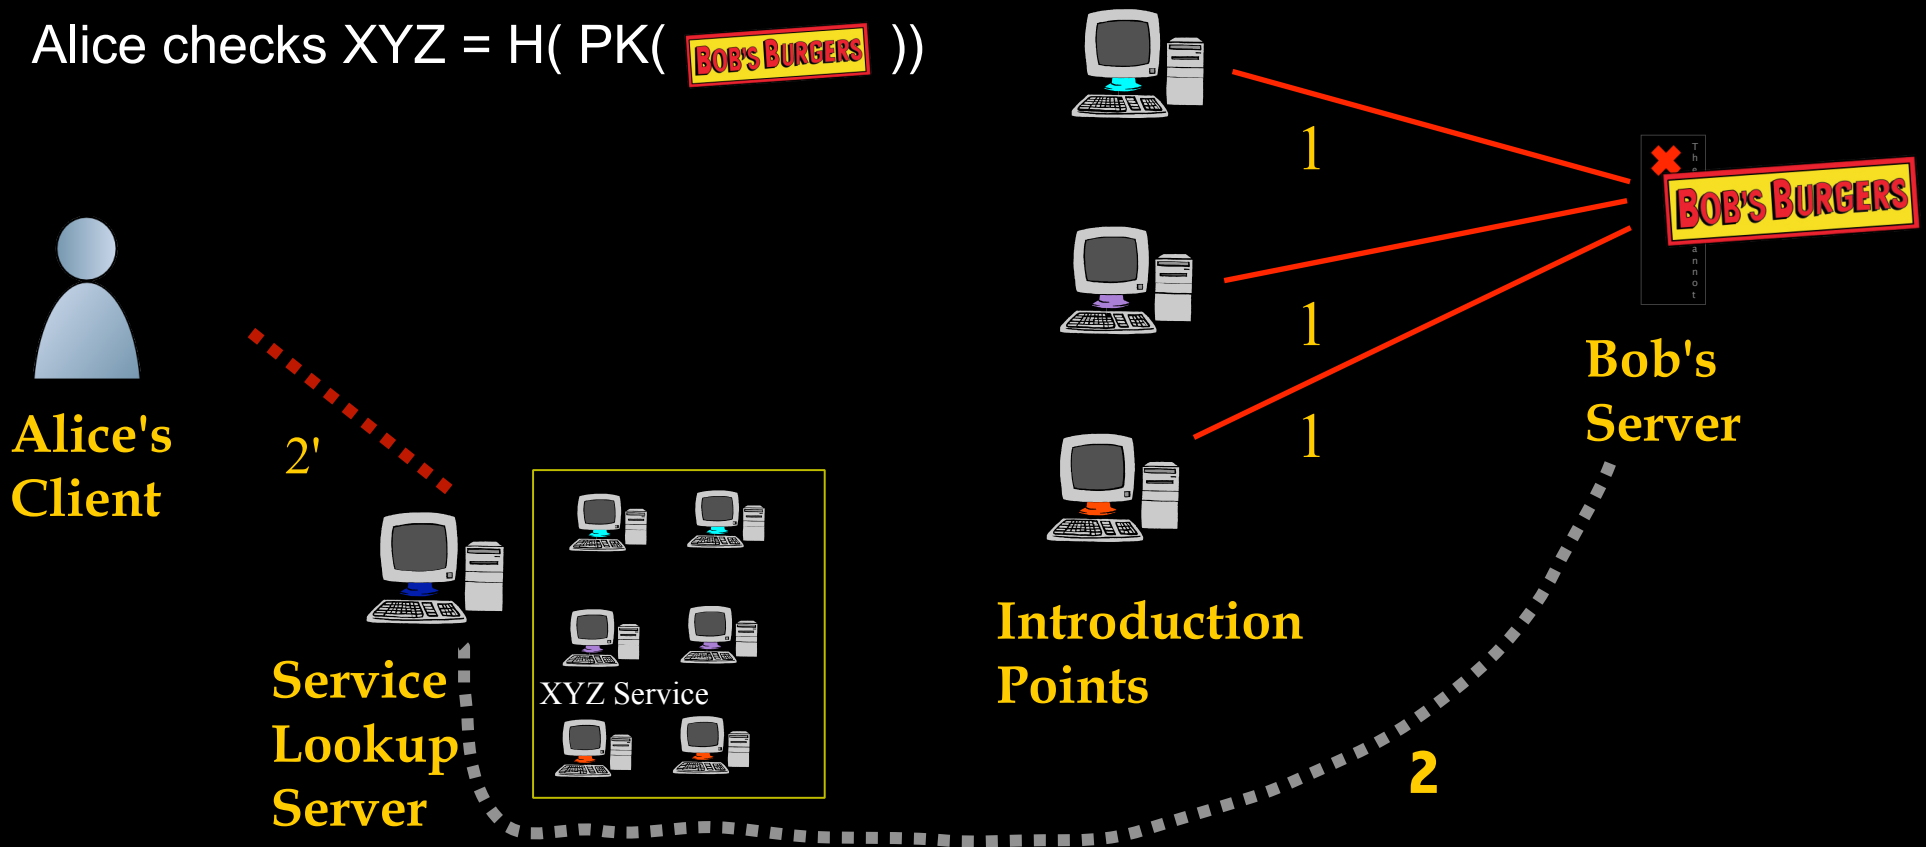 Alice checks XYZ = H( PK( BOB'S BURGERS ))
1
BOB'S BURGERS
1
Bob's
Server
Alice's
Client
2'
1
Introduction
Points
Service
Lookup
Server
XYZ Service
2